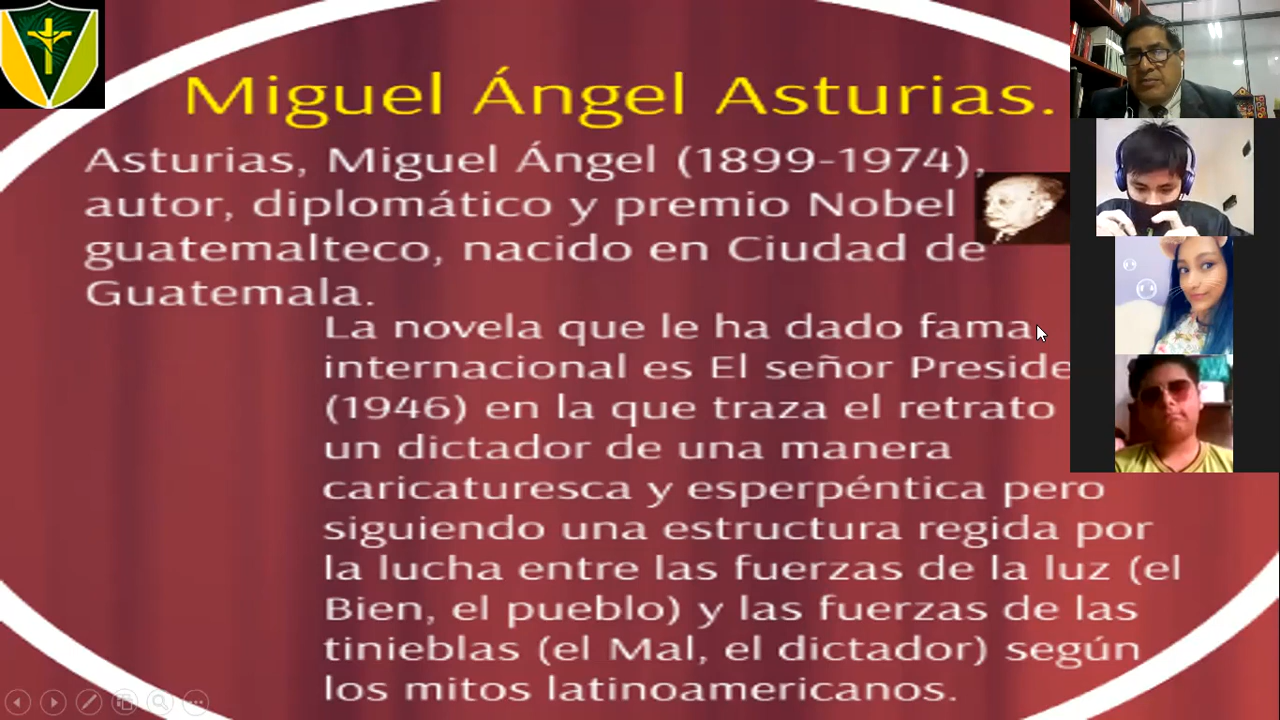 Miguel Ángel Asturias.
Asturias, Miguel Ángel (1899-1974),
autor, diplomático y premio Nobel
guatemalteco, nacido en Ciudad de
Guatemala.
La novela que le ha dado fama
internacional es El señor Preside
(1946) en la que traza el retrato
un dictador de una manera
caricaturesca y esperpéntica pero
siguiendo una estructura regida por
la lucha entre las fuerzas de la luz (el
Bien, el pueblo) y las fuerzas de las
tinieblas (el Mal, el dictador) según
los mitos latinoamericanos.